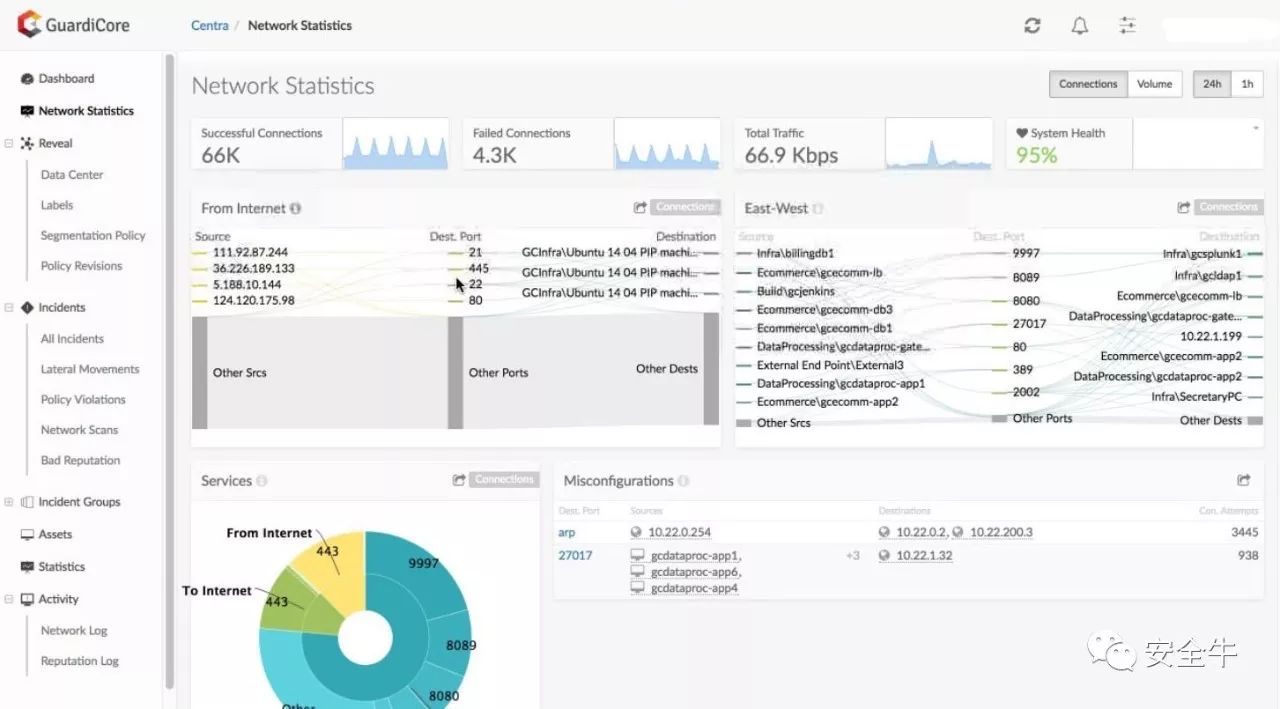 GuardiCore
Centra / Network Statistics
Dashboard
Network Statistics
Reveal
Data Center
Labels
Segmentation Policy
Policy Revisions
Incidents
All Incidents
Lateral Movements
Policy Violations
Network Scans
Bad Reputation
Incident Groups
Assets
Statistics
Activity
Network Log
Reputation Log
Network Statistics
Connections Volume 24h 1h
Successful Connections
66K
Failed Connections
4.3K
Total Traffic
66.9 Kbps
System Health
95%
From Internet
Connections
Source Dest. Port Destination
111.92.87.244
36.226.189.133
5.188.10.144
124.120.175.98
Other Srcs
21
445
22
80
Other Ports
GCInfra\Ubuntu 14 04 PIP machi...
GCInfra\Ubuntu 14 04 PIP machi...
GCInfra\Ubuntu 14 04 PIP machi...
Other Dests
East-West
Connections
Source Dest. Port Destination
Infra\billingdb1
Ecommerce\gcecomm-lb
Build\gcjenkins
Ecommerce\gcecomm-db3
Ecommerce\gcecomm-db1
DataProcessing\gcdataproc-gate...
External End Point\External3
DataProcessing\gcdataproc-app1
Ecommerce\gcecomm-app2
Other Srcs
9997
8089
8080
27017
80
389
2002
Other Ports
Infra\gcsplunk1
Infra\gcldap1
Ecommerce\gcecomm-lb
DataProcessing\gcdataproc-gate...
10.22.1.199
Ecommerce\gcecomm-app2
DataProcessing\gcdataproc-app2
Infra\SecretaryPC
Other Dests
Services
Connections
From Internet
443
To Internet
443
9997
8089
8080
Other
Misconfigurations
Dest. Port Sources Destinations Con. Attempts
arp 10.22.0.254 10.22.0.2, 10.22.200.3 3445
27017 gcdataproc-app1, +3 10.22.1.32 938
gcdataproc-app6,
gcdataproc-app4
安全牛